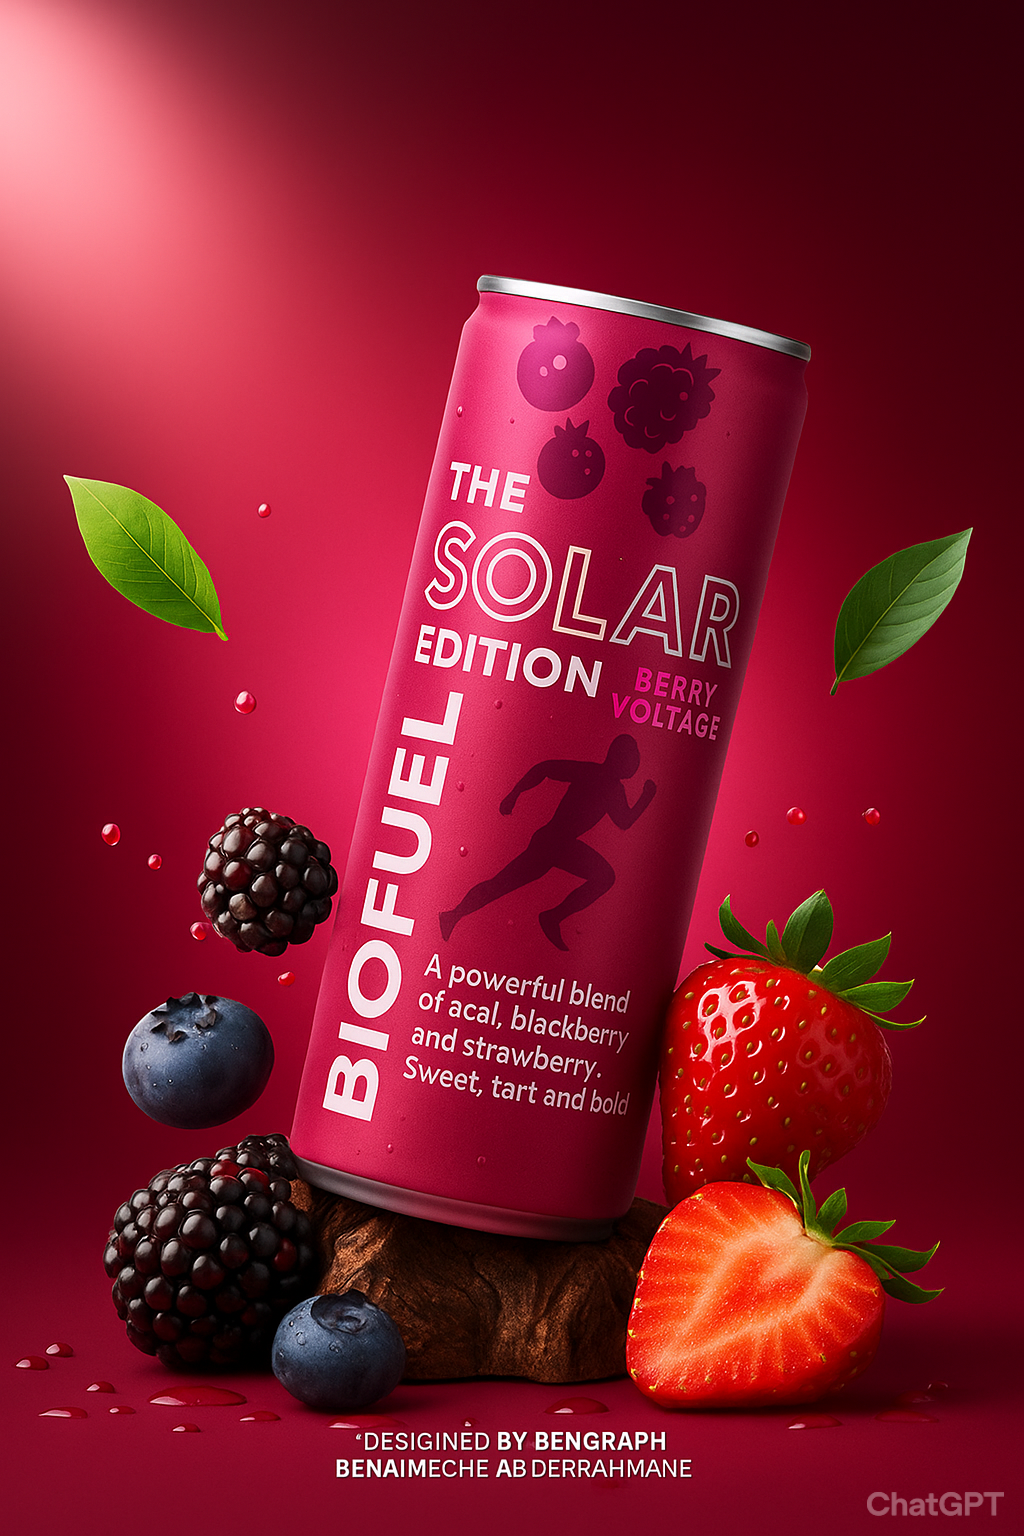 THE
SOLAR
EDITION
BERRY
VOLTAGE
BIOFUEL
A powerful blend
of acal, blackberry
and strawberry.
Sweet, tart and bold
“DESIGINED BY BENGRAPH
BENAIMECHE AB DERRAHMANE
ChatGPT